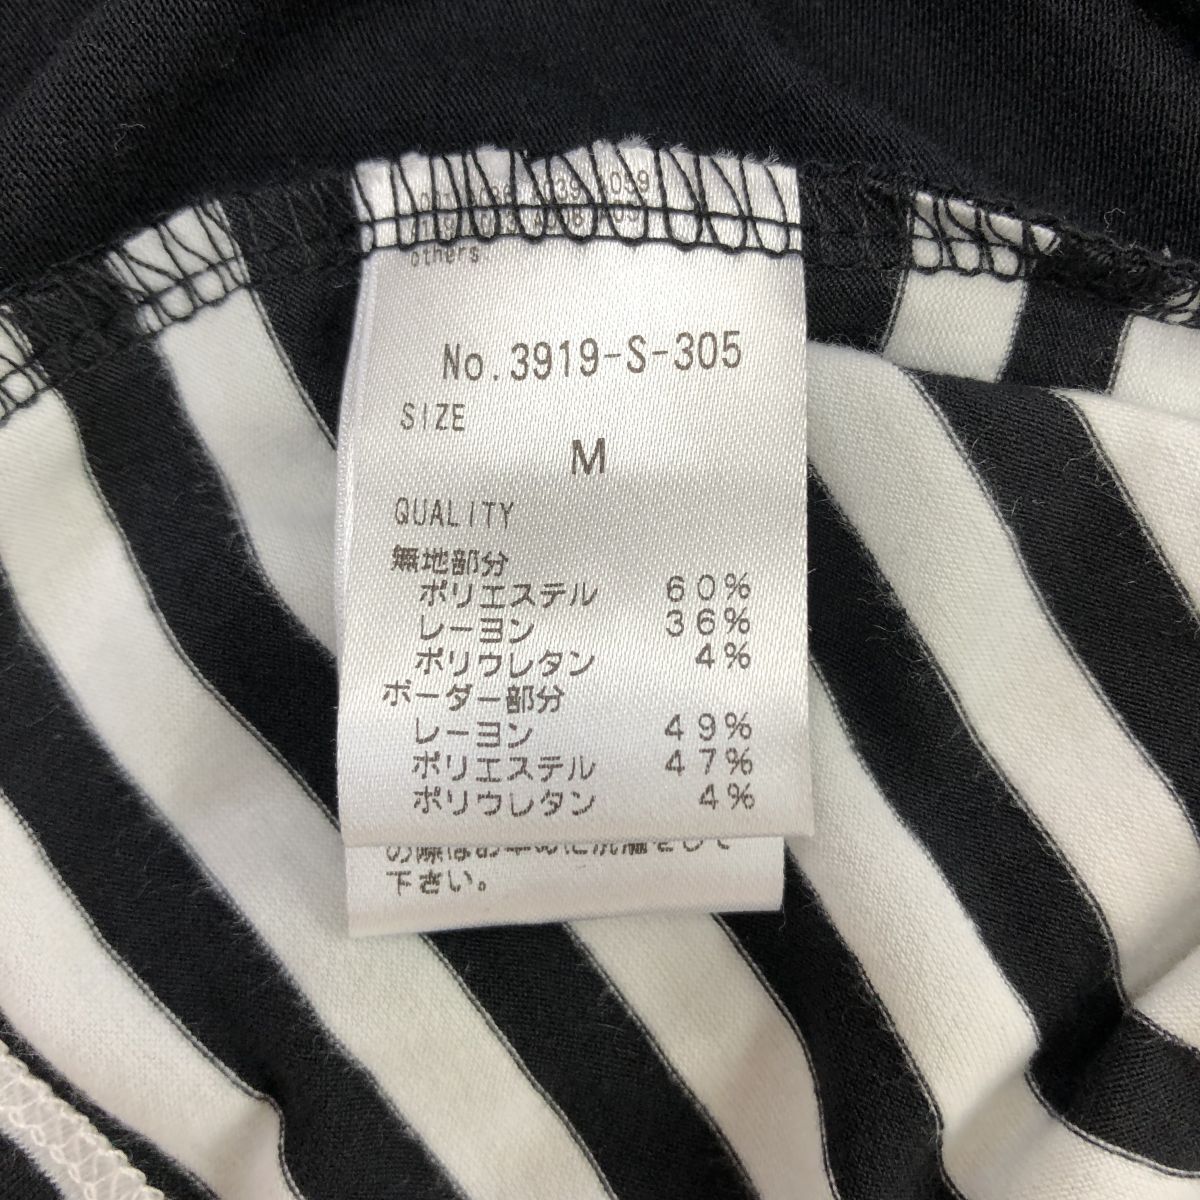 others
No.3919-S-305
SIZE
M
QUALITY
無地部分
ポリエステル 60%
レーヨン 36%
ポリウレタン 4%
ボーダー部分
レーヨン 49%
ポリエステル 47%
ポリウレタン 4%
下さい。